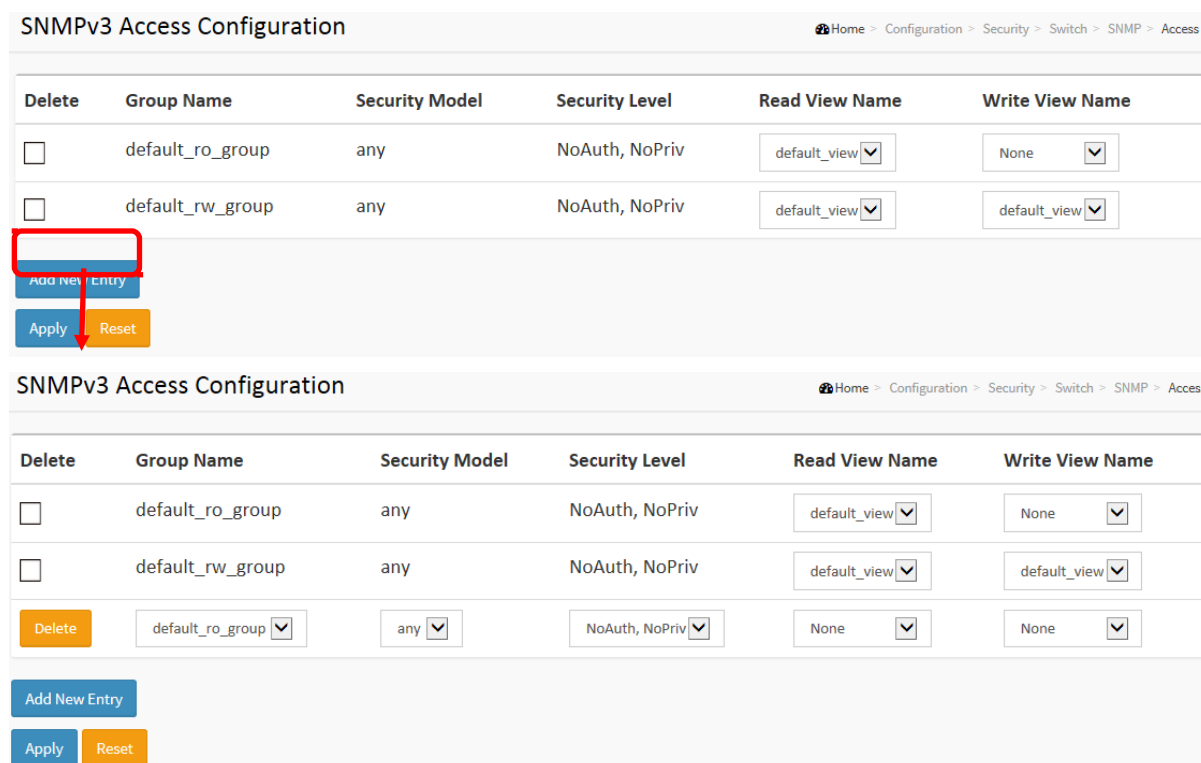 SNMPv3 Access Configuration
Home > Configuration > Security > Switch > SNMP > Access
Delete Group Name Security Model Security Level Read View Name Write View Name
default_ro_group any NoAuth, NoPriv default_view None
default_rw_group any NoAuth, NoPriv default_view default_view
Add New Entry
Apply Reset
SNMPv3 Access Configuration
Home > Configuration > Security > Switch > SNMP > Acces
Delete Group Name Security Model Security Level Read View Name Write View Name
default_ro_group any NoAuth, NoPriv default_view None
default_rw_group any NoAuth, NoPriv default_view default_view
Delete default_ro_group any NoAuth, NoPriv None None
Add New Entry
Apply Reset